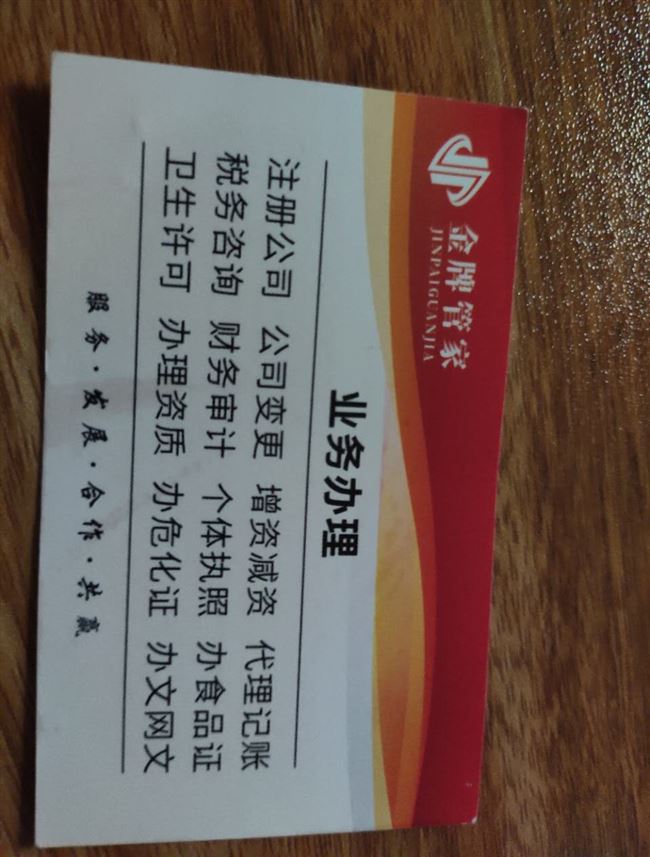 金牌管家
JINPAIGUANJIA
业务办理
注册公司 公司变更 增资减资 代理记账
税务咨询 财务审计 个体执照 办食品证
卫生许可 办理资质 办危化证 办文网文
服务·发展·合作·共赢